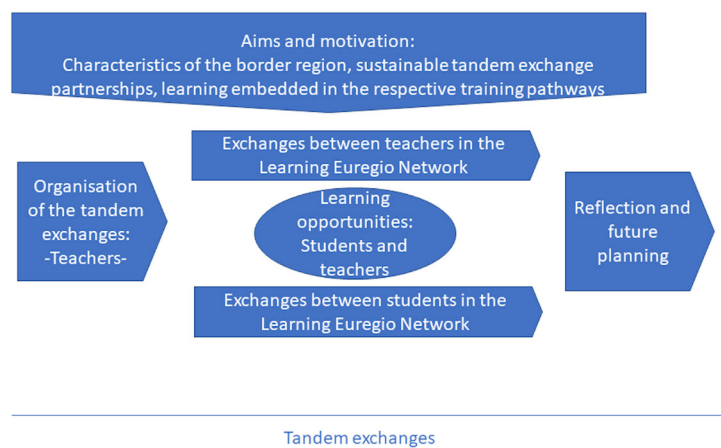 Aims and motivation:
Characteristics of the border region, sustainable tandem exchange
partnerships, learning embedded in the respective training pathways
Exchanges between teachers in the
Learning Euregio Network
Organisation
of the tandem
exchanges:
-Teachers-
Learning
opportunities:
Students and
teachers
Reflection and
future
planning
Exchanges between students in the
Learning Euregio Network
Tandem exchanges